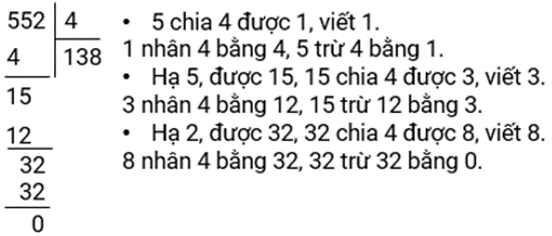 552 4
4 138
15
12
32
32
0
• 5 chia 4 được 1, viết 1.
1 nhân 4 bằng 4, 5 trừ 4 bằng 1.
• Hạ 5, được 15, 15 chia 4 được 3, viết 3.
3 nhân 4 bằng 12, 15 trừ 12 bằng 3.
• Hạ 2, được 32, 32 chia 4 được 8, viết 8.
8 nhân 4 bằng 32, 32 trừ 32 bằng 0.